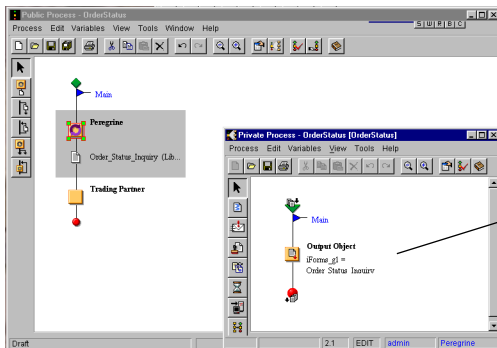 Public Process - OrderStatus
Process Edit Variables View Tools Window Help
S W R B C
Main
Peregrine
Order_Status_Inquiry (Lib...
Trading Partner
Draft
Private Process - OrderStatus [OrderStatus]
Process Edit Variables View Tools Help
Main
Output Object
iForms_g1 =
Order Status Inquiry
2.1 EDIT admin Peregrine